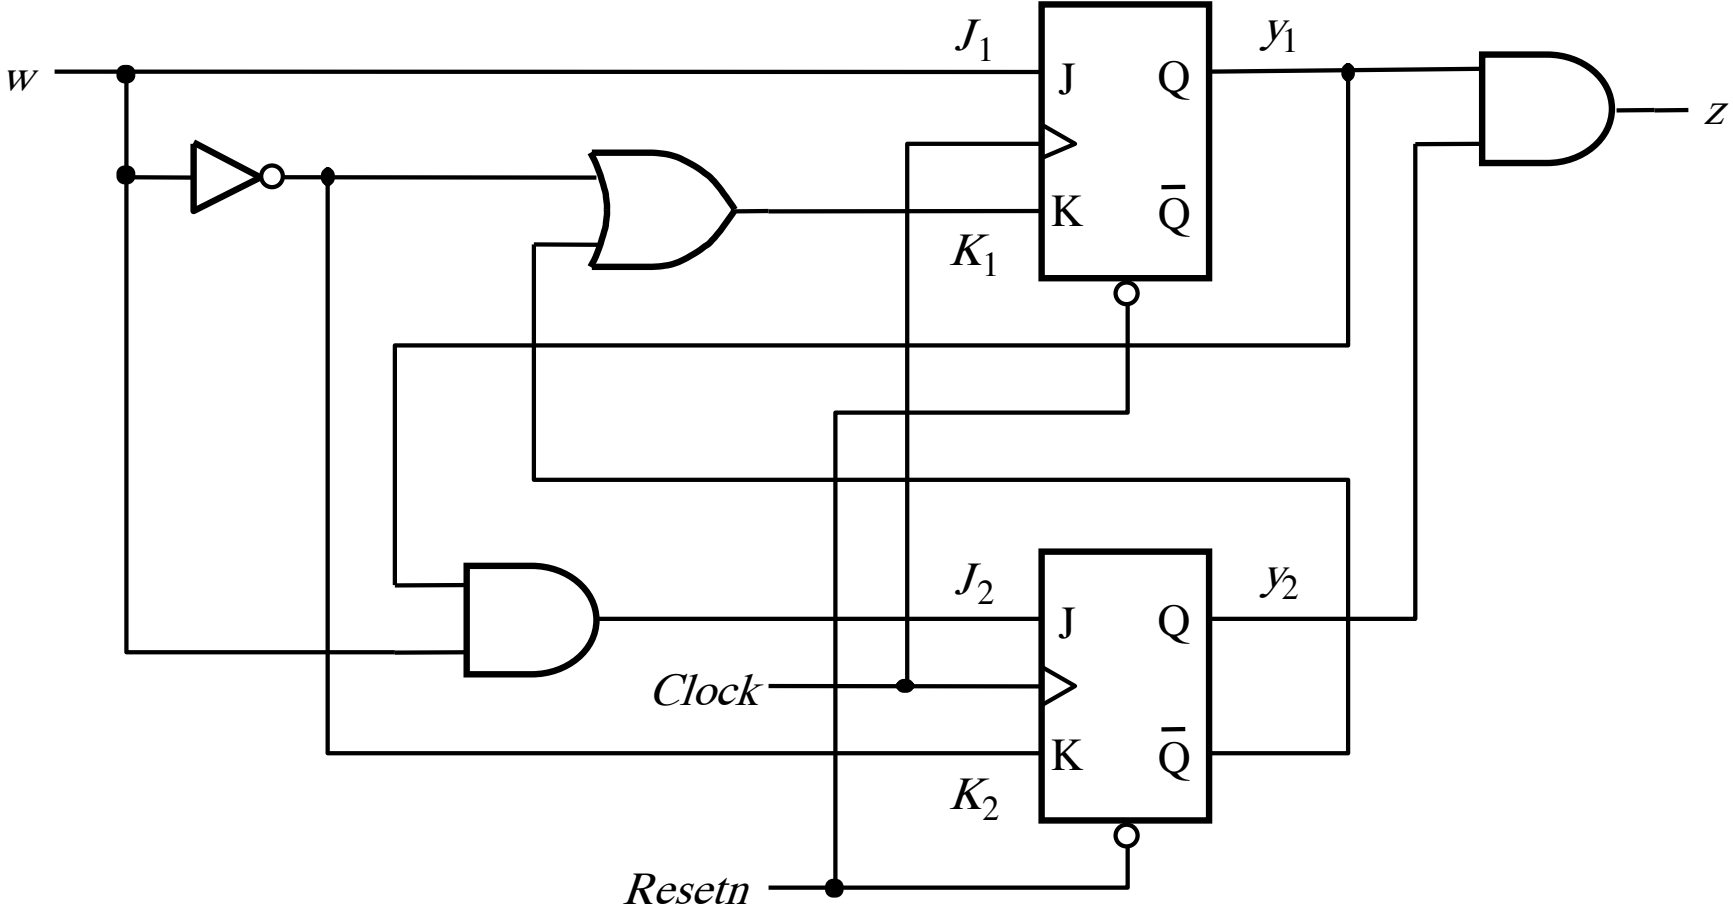 J₁
y₁
w
J
Q
z
K
Q̅
K₁
J₂
y₂
J
Q
Clock
K
Q̅
K₂
Resetn